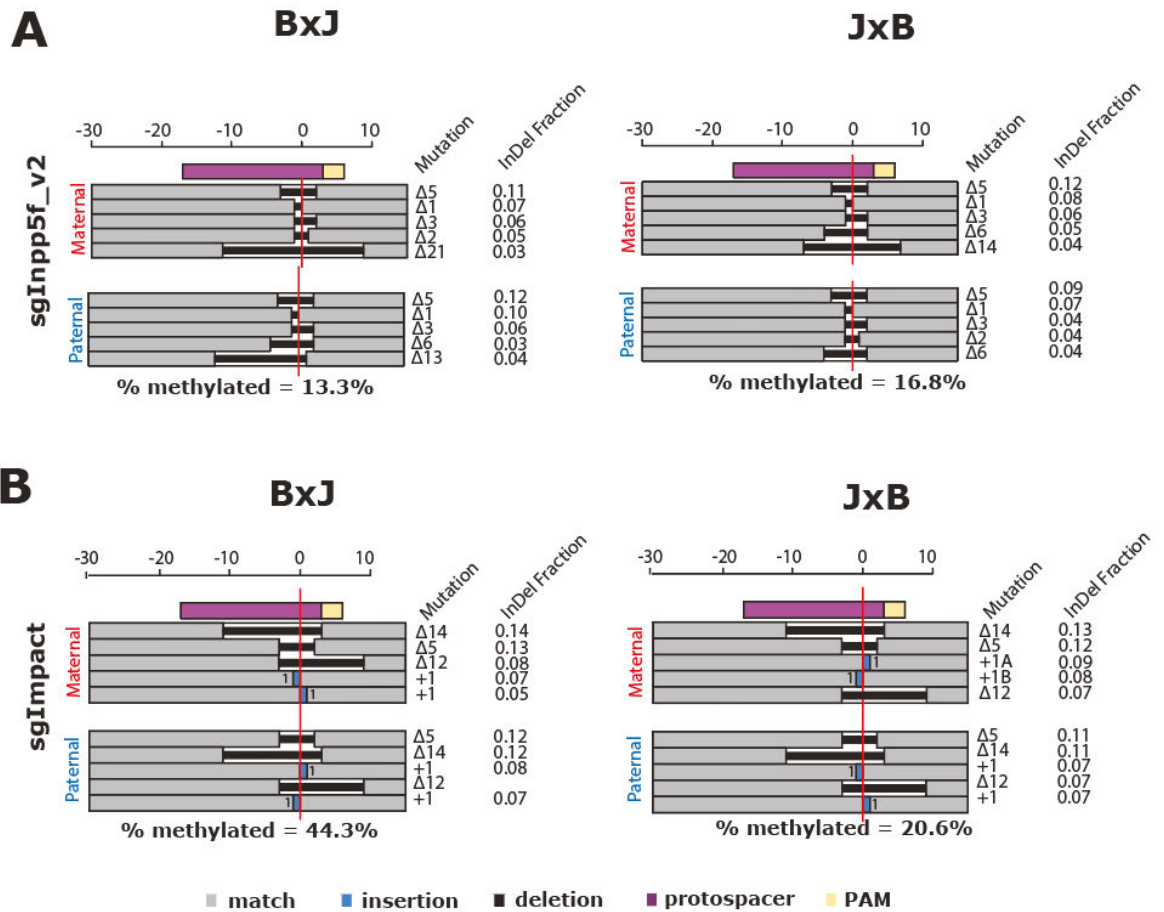 A
BxJ
JxB
sgInpp5f_v2
-30 -20 -10 0 10 Mutation InDel Fraction
Maternal
Δ5 0.11
Δ1 0.07
Δ3 0.06
Δ2 0.05
Δ21 0.03
Paternal
Δ5 0.12
Δ1 0.10
Δ3 0.06
Δ6 0.03
Δ13 0.04
% methylated = 13.3%
-30 -20 -10 0 10 Mutation InDel Fraction
Maternal
Δ5 0.12
Δ1 0.08
Δ3 0.06
Δ6 0.05
Δ14 0.04
Paternal
Δ5 0.09
Δ1 0.07
Δ3 0.04
Δ2 0.04
Δ6 0.04
% methylated = 16.8%
B
BxJ
JxB
sgImpact
-30 -20 -10 0 10 Mutation InDel Fraction
Maternal
Δ14 0.14
Δ5 0.13
Δ12 0.08
1 +1 0.07
1 +1 0.05
Paternal
Δ5 0.12
Δ14 0.12
1 +1 0.08
Δ12
1 +1 0.07
% methylated = 44.3%
-30 -20 -10 0 10 Mutation InDel Fraction
Maternal
Δ14 0.13
Δ5 0.12
1 +1A 0.09
1 +1B 0.08
Δ12 0.07
Paternal
Δ5 0.11
Δ14 0.11
1 +1 0.07
Δ12 0.07
1 +1 0.07
% methylated = 20.6%
match insertion deletion protospacer PAM